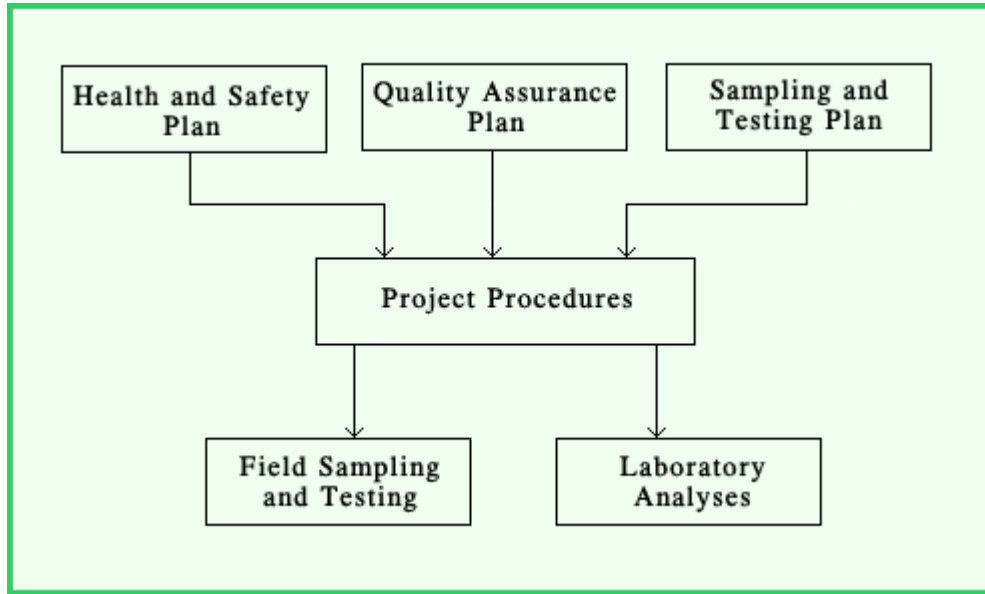 Health and Safety
Plan
Quality Assurance
Plan
Sampling and
Testing Plan
Project Procedures
Field Sampling
and Testing
Laboratory
Analyses